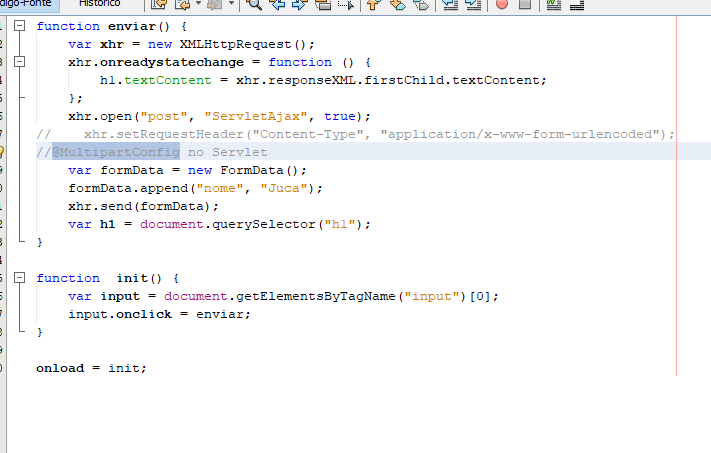 digo-Fonte Histórico
function enviar() {
var xhr = new XMLHttpRequest();
xhr.onreadystatechange = function () {
h1.textContent = xhr.responseXML.firstChild.textContent;
};
xhr.open("post", "ServletAjax", true);
// xhr.setRequestHeader("Content-Type", "application/x-www-form-urlencoded");
//@MultipartConfig no Servlet
var formData = new FormData();
formData.append("nome", "Juca");
xhr.send(formData);
var h1 = document.querySelector("h1");
}
function init() {
var input = document.getElementsByTagName("input")[0];
input.onclick = enviar;
}
onload = init;